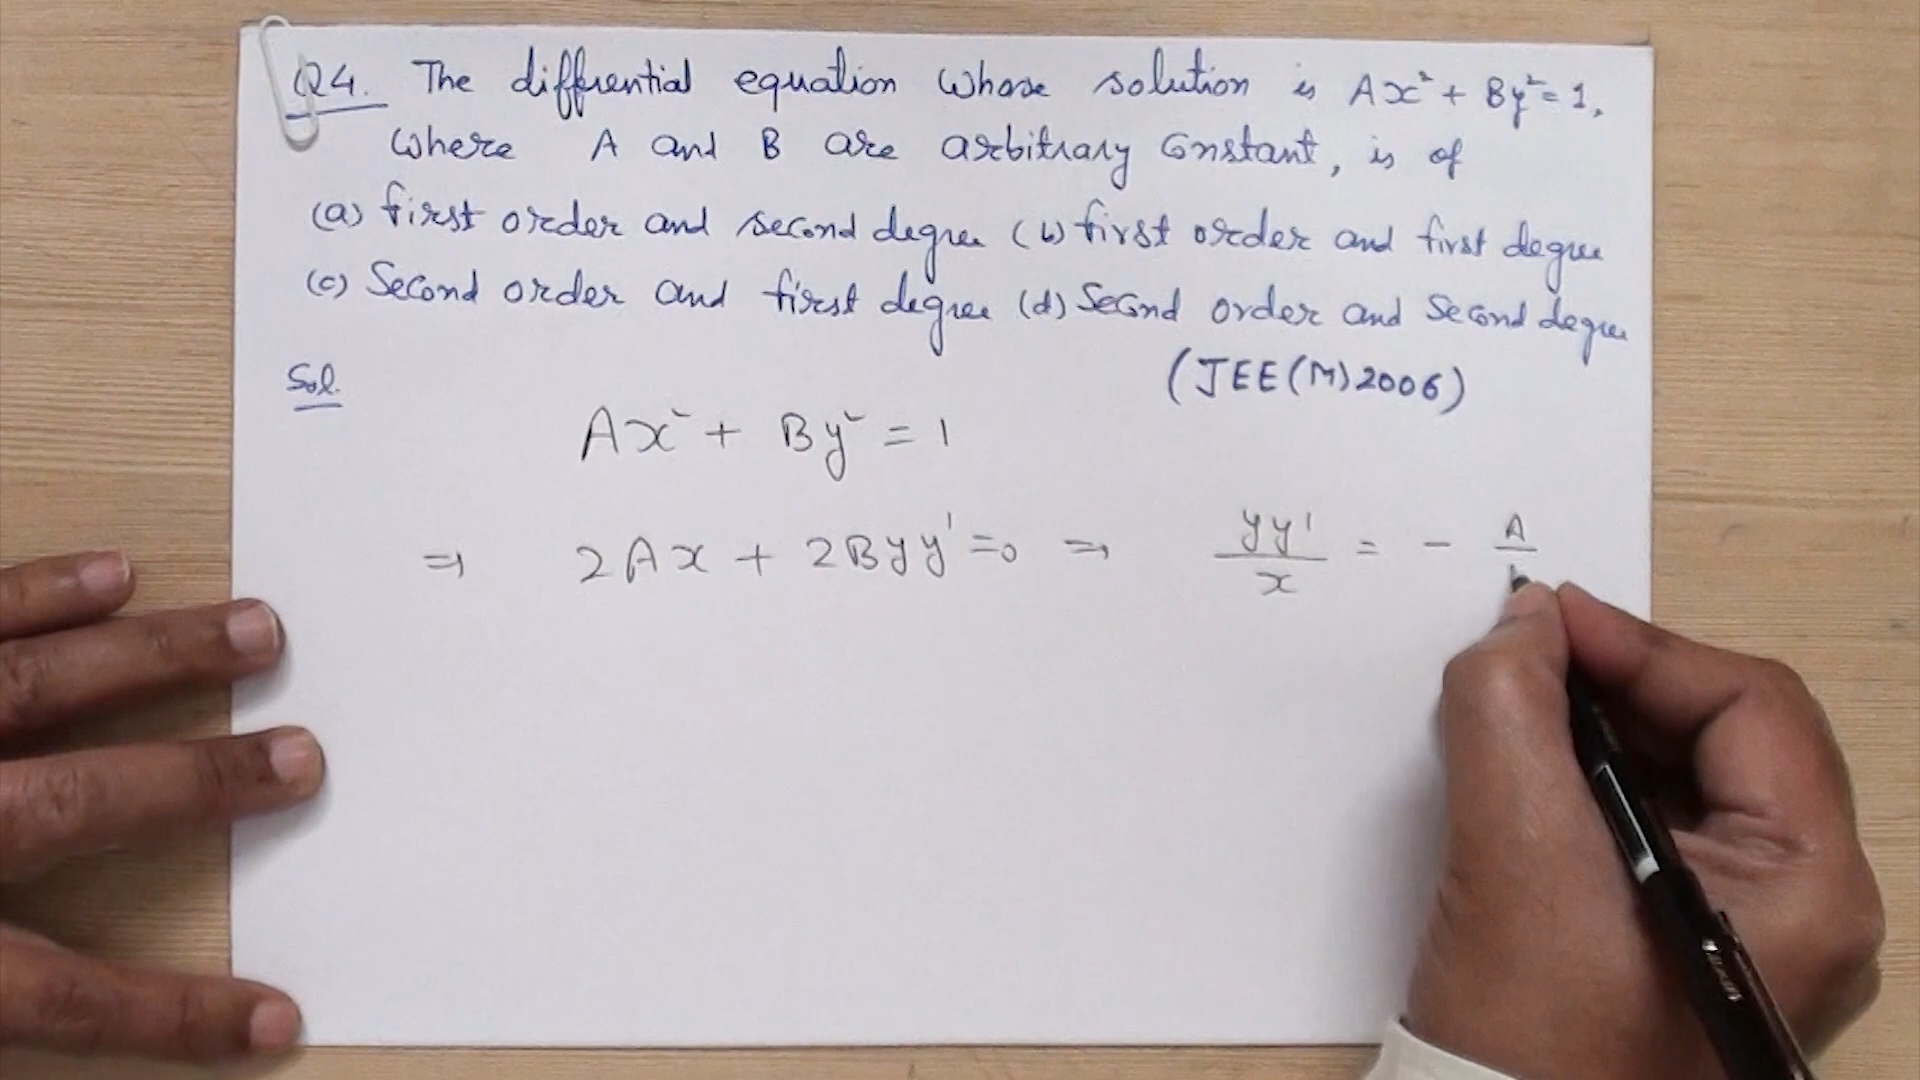 Q4. The differential equation whose solution is Ax² + By² = 1,
where A and B are arbitrary constant, is of
(a) first order and second degree (b) first order and first degree
(c) Second order and first degree (d) Second order and Second degree
(JEE(M)2006)
Sol.
Ax² + By² = 1
⇒ 2Ax + 2Byy' = 0 ⇒ yy'/x = - A/